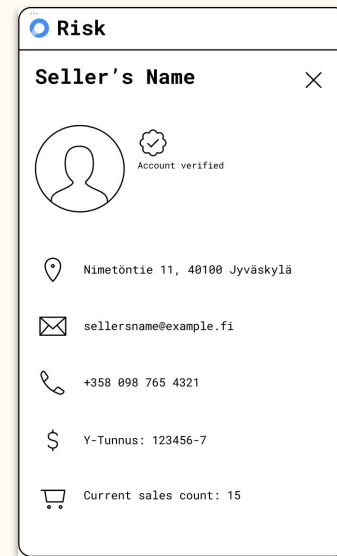 Risk
Seller's Name
Account verified
Nimetöntie 11, 40100 Jyväskylä
sellersname@example.fi
+358 098 765 4321
Y-Tunnus: 123456-7
Current sales count: 15